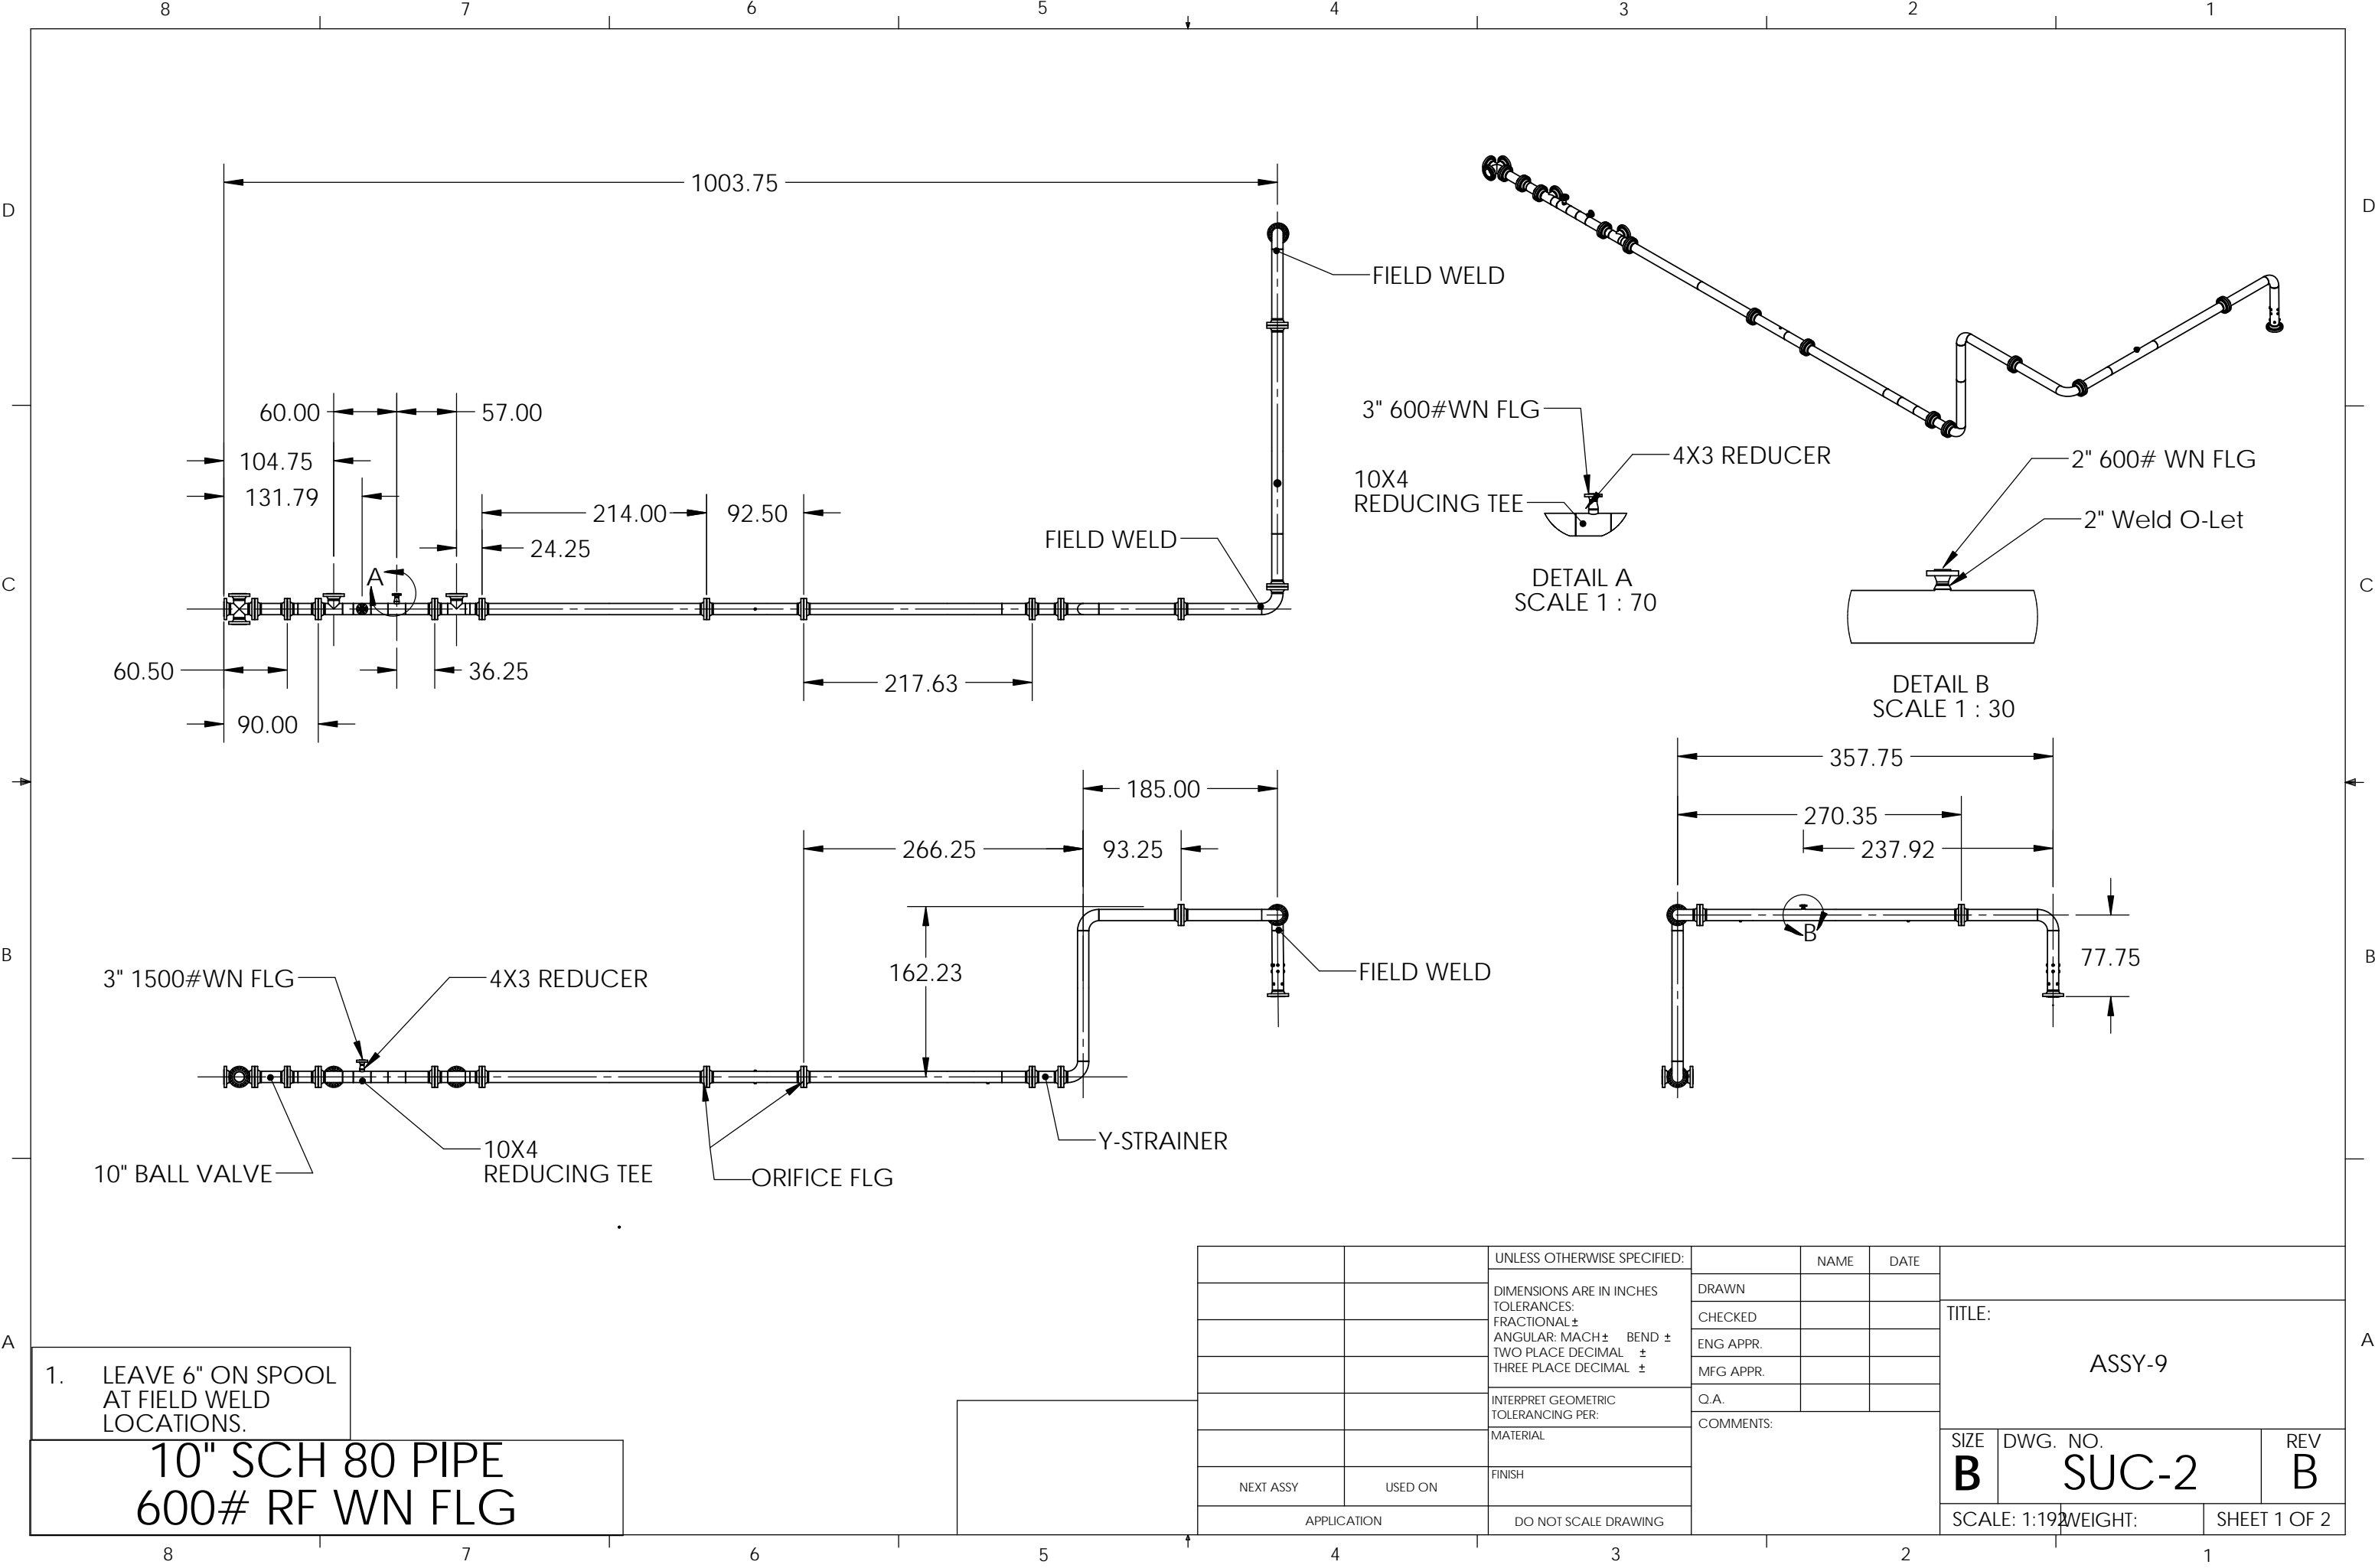 8 7 6 5 4 3 2 1
D
D
1003.75
FIELD WELD
60.00
57.00
3" 600#WN FLG
104.75
4X3 REDUCER
2" 600# WN FLG
131.79
10X4
REDUCING TEE
214.00
92.50
2" Weld O-Let
24.25
FIELD WELD
A
C
DETAIL A
SCALE 1 : 70
C
60.50
36.25
217.63
DETAIL B
SCALE 1 : 30
90.00
357.75
185.00
270.35
266.25
93.25
237.92
B
B
77.75
B
162.23
3" 1500#WN FLG
4X3 REDUCER
FIELD WELD
Y-STRAINER
10X4
REDUCING TEE
10" BALL VALVE
ORIFICE FLG
A
A
1. LEAVE 6" ON SPOOL
AT FIELD WELD
LOCATIONS.
10" SCH 80 PIPE
600# RF WN FLG
NEXT ASSY
USED ON
APPLICATION
UNLESS OTHERWISE SPECIFIED:
DIMENSIONS ARE IN INCHES
TOLERANCES:
FRACTIONAL ±
ANGULAR: MACH ± BEND ±
TWO PLACE DECIMAL ±
THREE PLACE DECIMAL ±
INTERPRET GEOMETRIC
TOLERANCING PER:
MATERIAL
FINISH
DO NOT SCALE DRAWING
NAME
DATE
DRAWN
CHECKED
ENG APPR.
MFG APPR.
Q.A.
COMMENTS:
TITLE:
ASSY-9
SIZE
B
DWG. NO.
SUC-2
REV
B
SCALE: 1:192
WEIGHT:
SHEET 1 OF 2
8 7 6 5 4 3 2 1